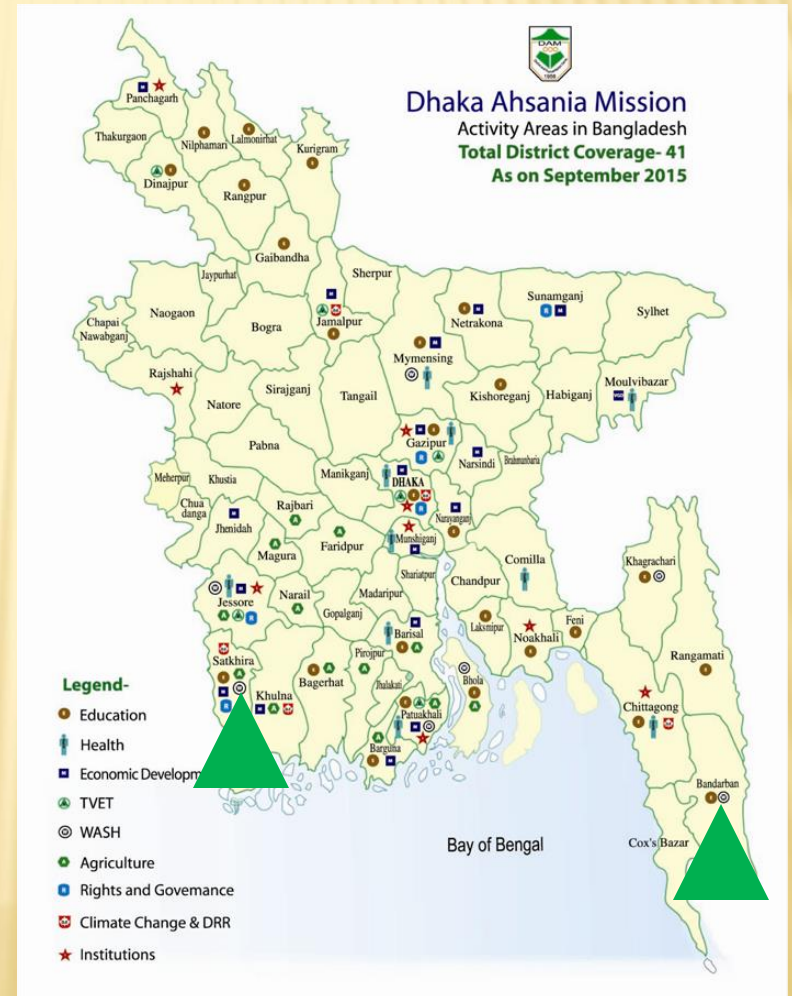 DAM
1958
Dhaka Ahsania Mission
Activity Areas in Bangladesh
Total District Coverage- 41
As on September 2015
Panchagarh
Thakurgaon
Nilphamari
Lalmonirhat
Kurigram
Dinajpur
Rangpur
Gaibandha
Jaypurhat
Sherpur
Jamalpur
Naogaon
Bogra
Chapai
Nawabganj
Netrakona
Sunamganj
Sylhet
Mymensing
Rajshahi
Natore
Sirajganj
Tangail
Kishoreganj
Habiganj
Moulvibazar
Pabna
Gazipur
Narsindi
Brahmanbaria
Manikganj
DHAKA
Meherpur
Khustia
Chua
danga
Jhenidah
Rajbari
Narayanganj
Magura
Faridpur
Munshiganj
Comilla
Shariatpur
Chandpur
Khagrachari
Jessore
Narail
Madaripur
Gopalganj
Barisal
Laksmipur
Noakhali
Feni
Rangamati
Satkhira
Khulna
Bagerhat
Pirojpur
Jhalakati
Bhola
Patuakhali
Barguna
Chittagong
Bandarban
Cox's Bazar
Bay of Bengal
Legend-
Education
Health
Economic Developm
TVET
WASH
Agriculture
Rights and Govenance
Climate Change & DRR
Institutions